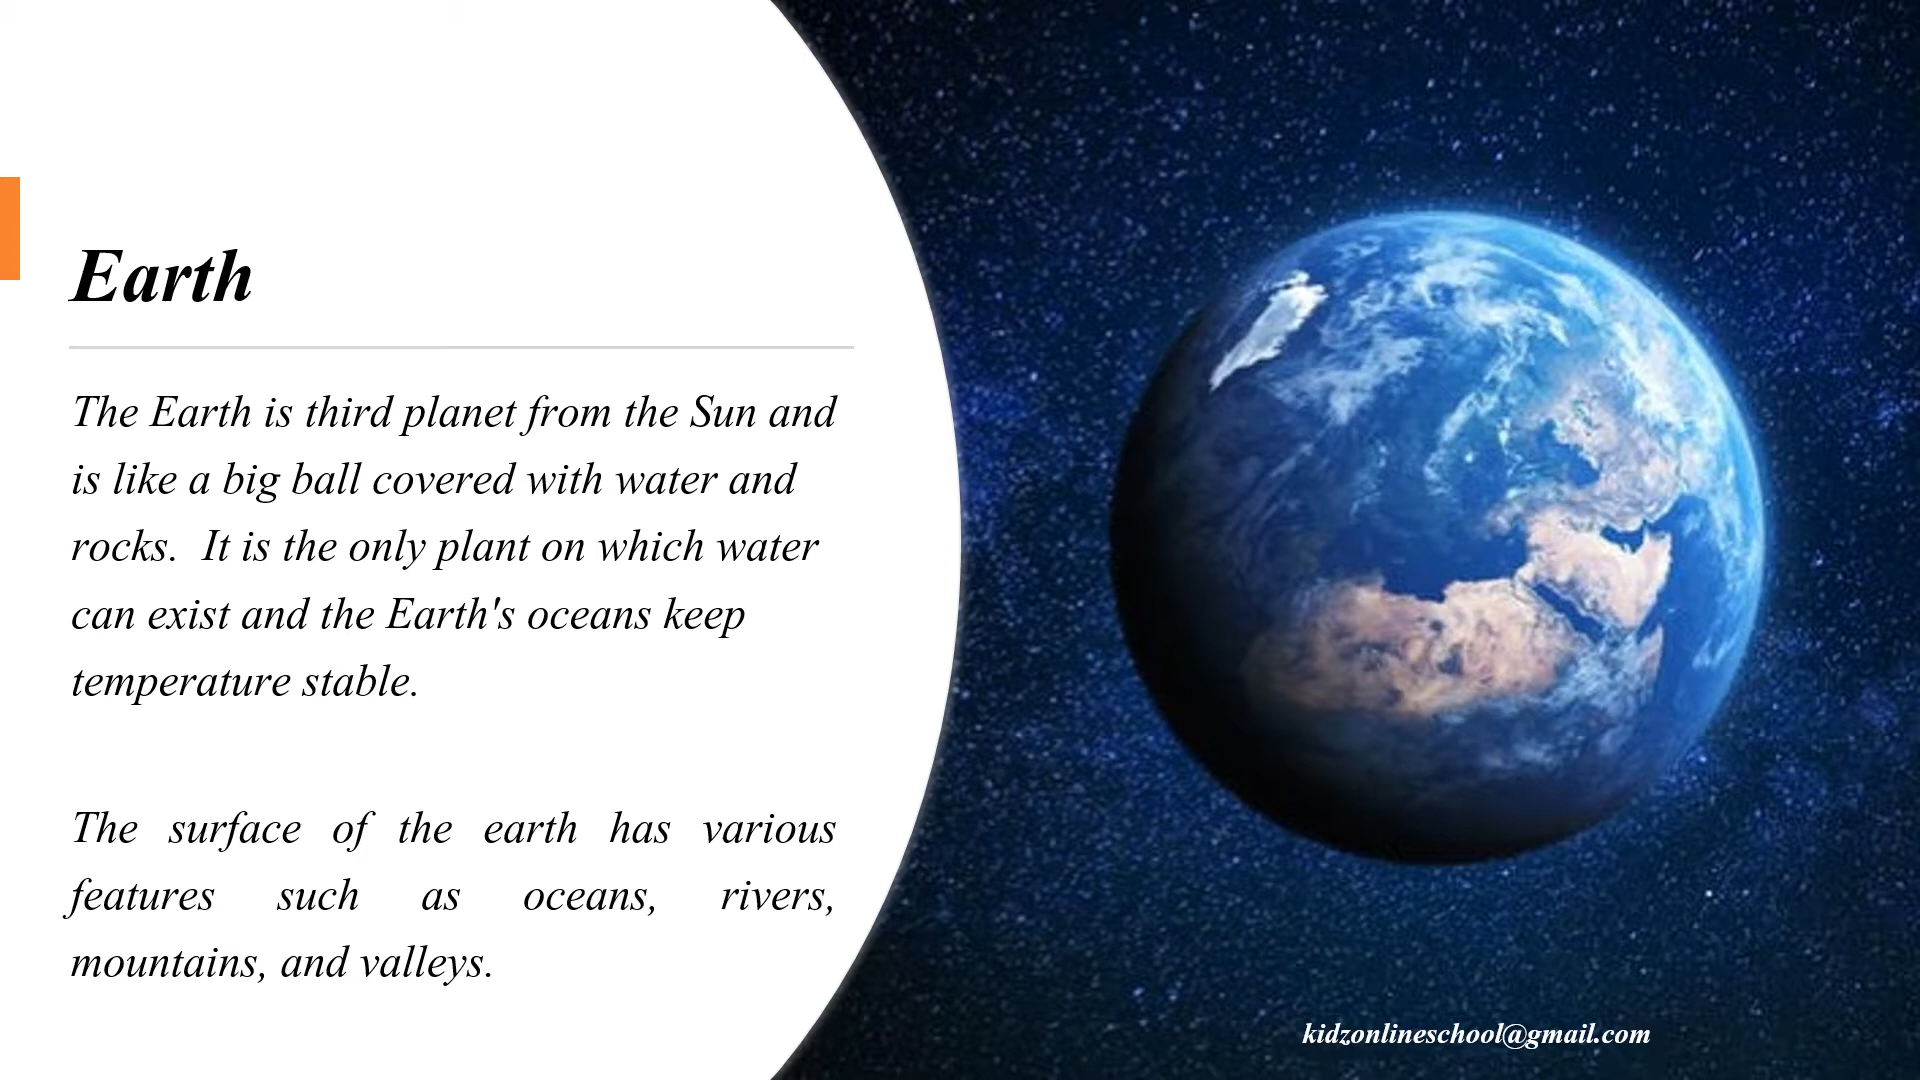 Earth
The Earth is third planet from the Sun and
is like a big ball covered with water and
rocks.  It is the only plant on which water
can exist and the Earth's oceans keep
temperature stable.
The surface of the earth has various
features such as oceans, rivers,
mountains, and valleys.
kidzonlineschool@gmail.com